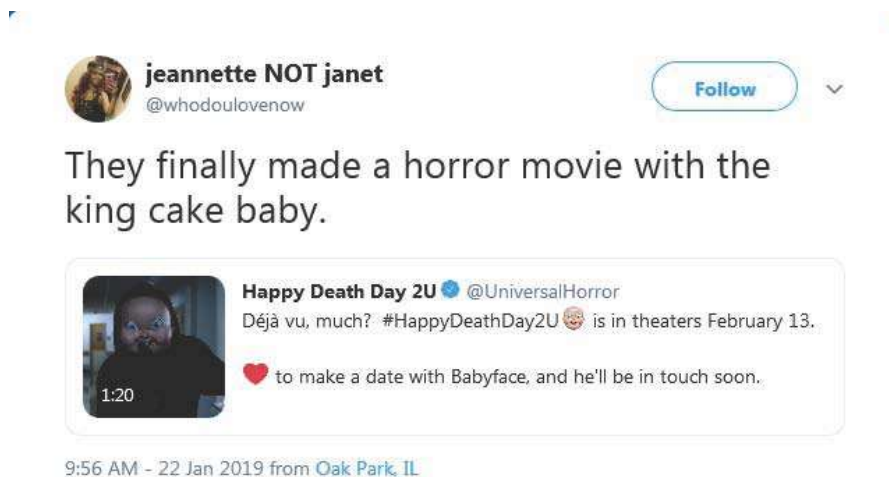 jeannette NOT janet
@whodoulovenow
Follow
They finally made a horror movie with the
king cake baby.
Happy Death Day 2U @UniversalHorror
Déjà vu, much? #HappyDeathDay2U is in theaters February 13.
❤ to make a date with Babyface, and he'll be in touch soon.
1:20
9:56 AM - 22 Jan 2019 from Oak Park, IL